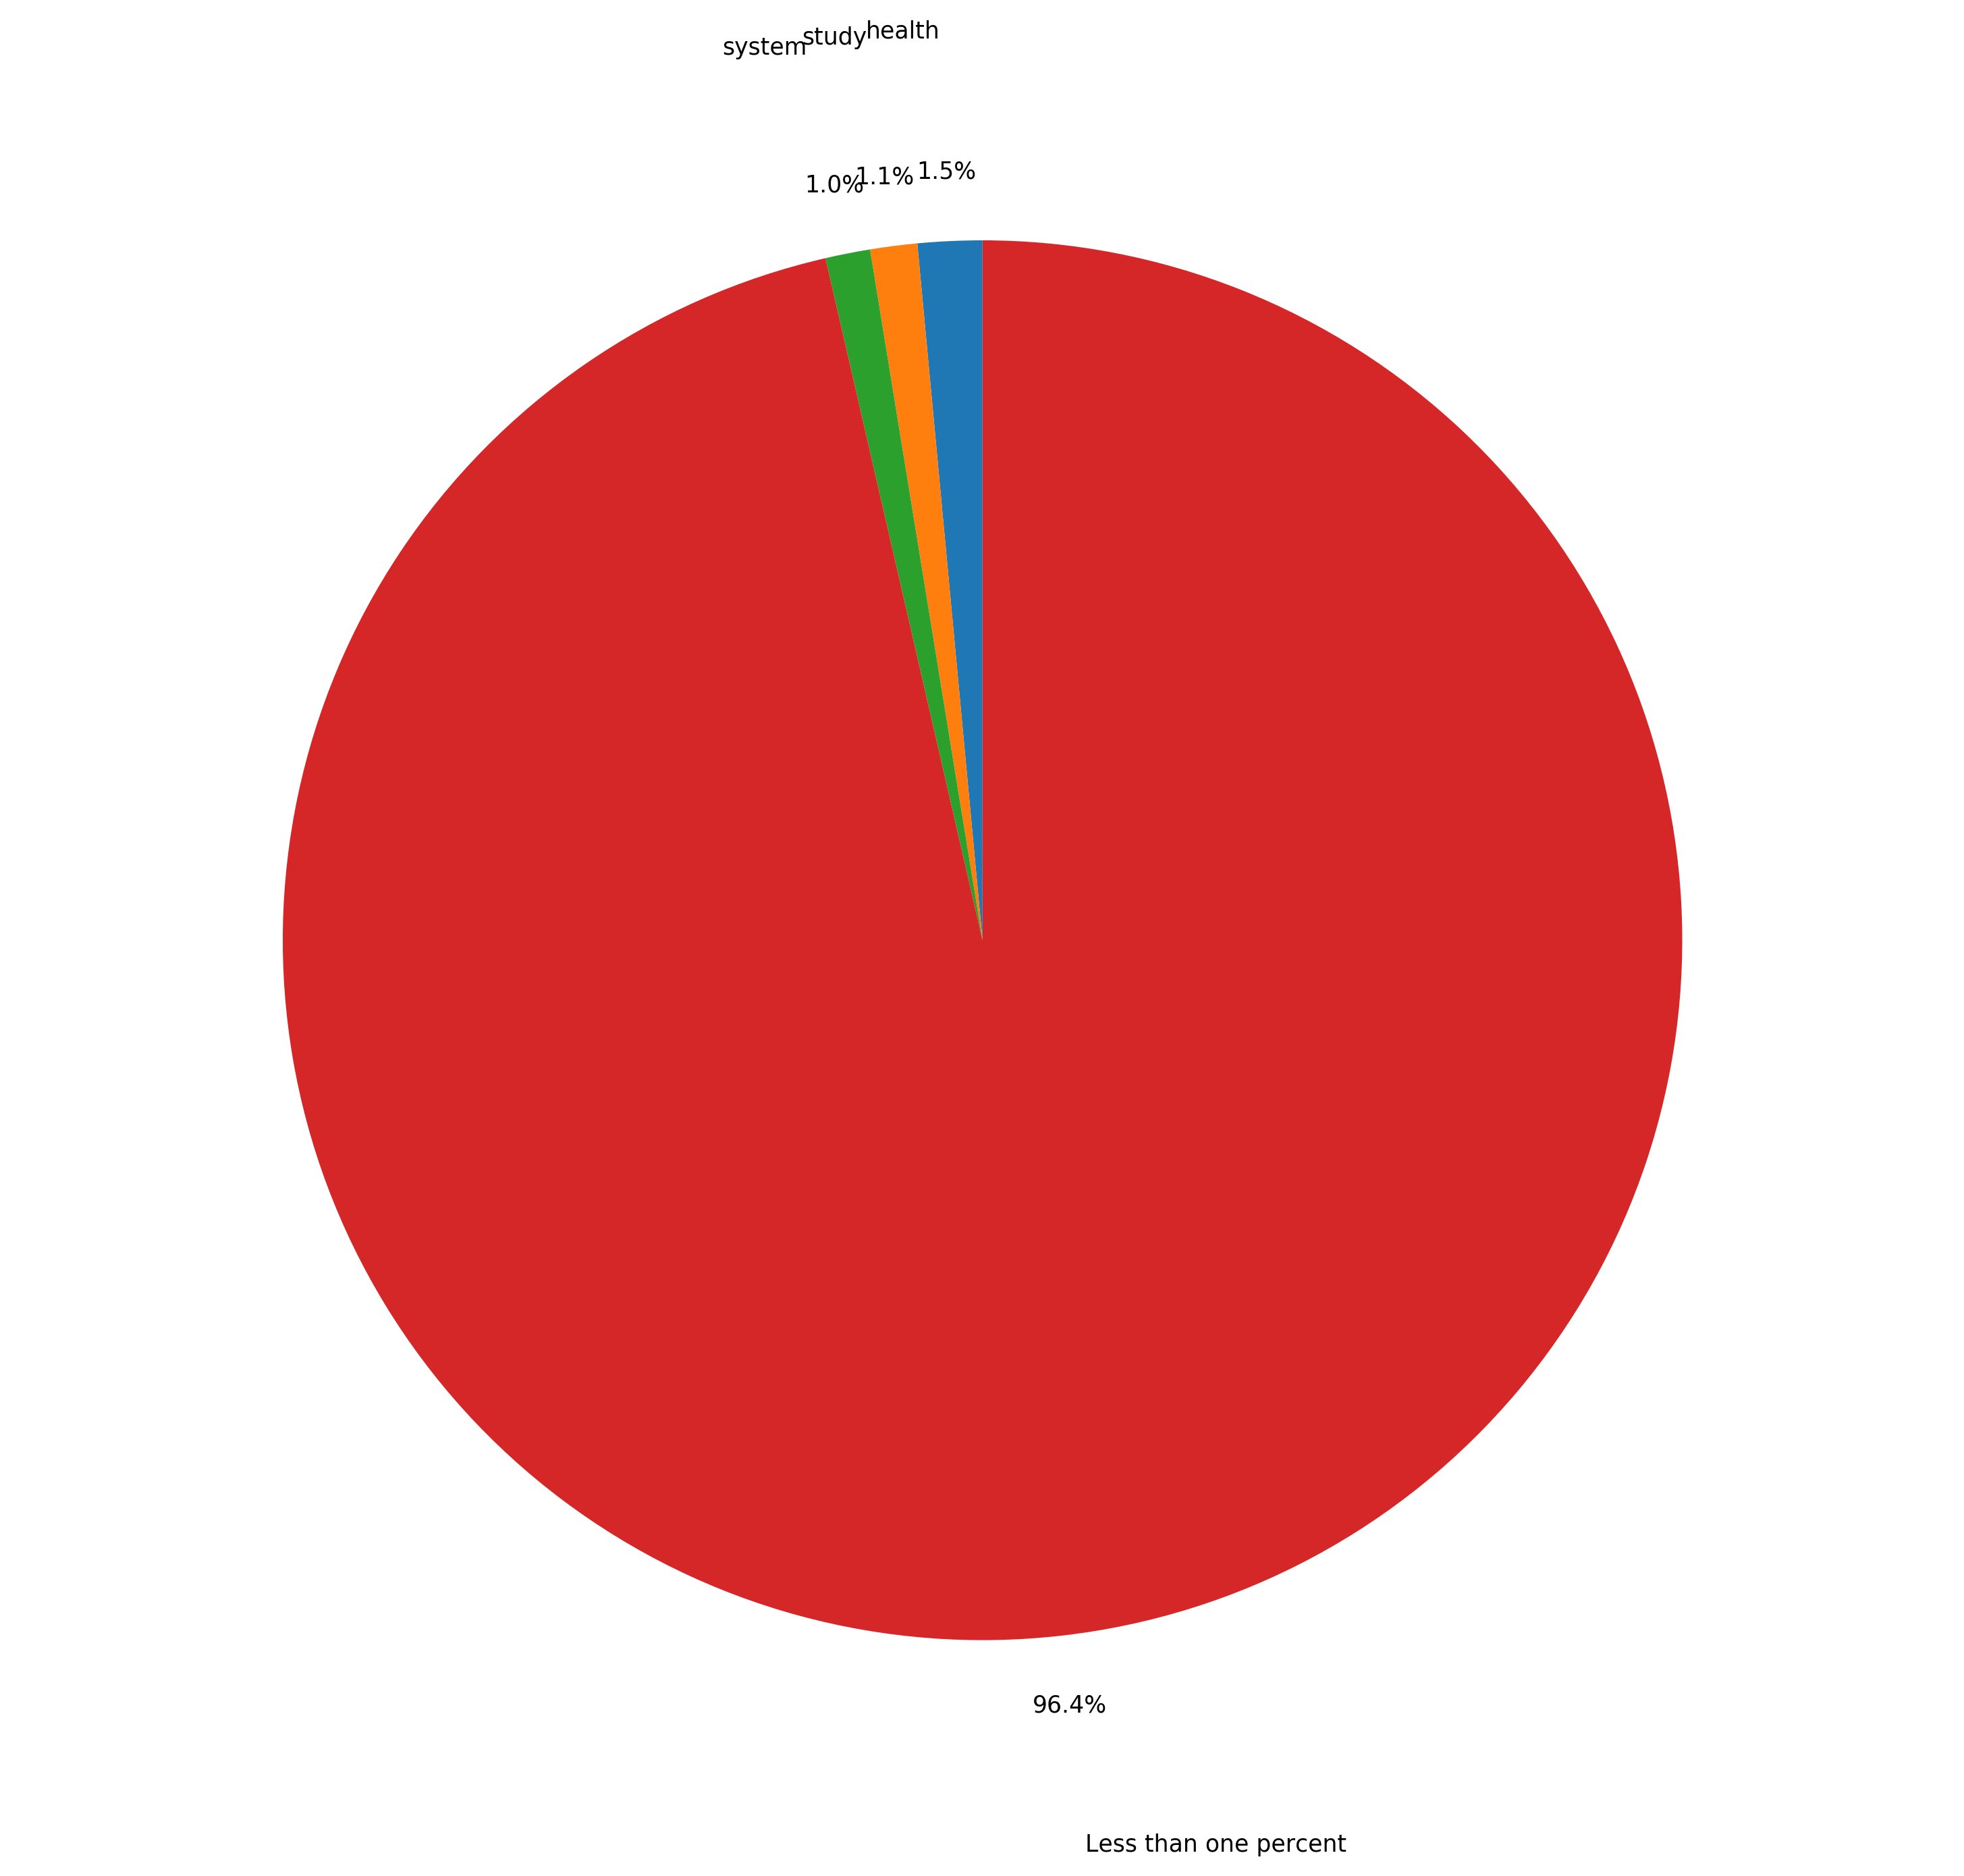 system
study
health
1.0%
1.1%
1.5%
96.4%
Less than one percent